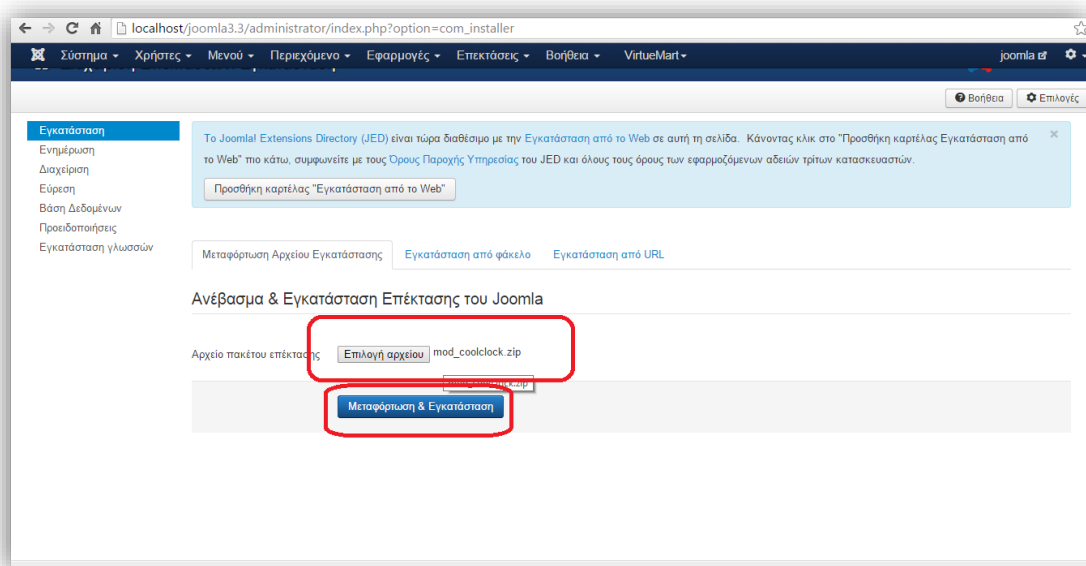 localhost/joomla3.3/administrator/index.php?option=com_installer
Σύστημα Χρήστες Μενού Περιεχόμενο Εφαρμογές Επεκτάσεις Βοήθεια VirtueMart joomla
Βοήθεια Επιλογές
Εγκατάσταση
Ενημέρωση
Διαχείριση
Εύρεση
Βάση Δεδομένων
Προειδοποιήσεις
Εγκατάσταση γλωσσών
Το Joomla! Extensions Directory (JED) είναι τώρα διαθέσιμο με την Εγκατάσταση από το Web σε αυτή τη σελίδα. Κάνοντας κλικ στο "Προσθήκη καρτέλας Εγκατάσταση από
το Web" πιο κάτω, συμφωνείτε με τους Όρους Παροχής Υπηρεσίας του JED και όλους τους όρους των εφαρμοζόμενων αδειών τρίτων κατασκευαστών.
Προσθήκη καρτέλας "Εγκατάσταση από το Web"
Μεταφόρτωση Αρχείου Εγκατάστασης Εγκατάσταση από φάκελο Εγκατάσταση από URL
Ανέβασμα & Εγκατάσταση Επέκτασης του Joomla
Αρχείο πακέτου επέκτασης Επιλογή αρχείου mod_coolclock.zip
Μεταφόρτωση & Εγκατάσταση